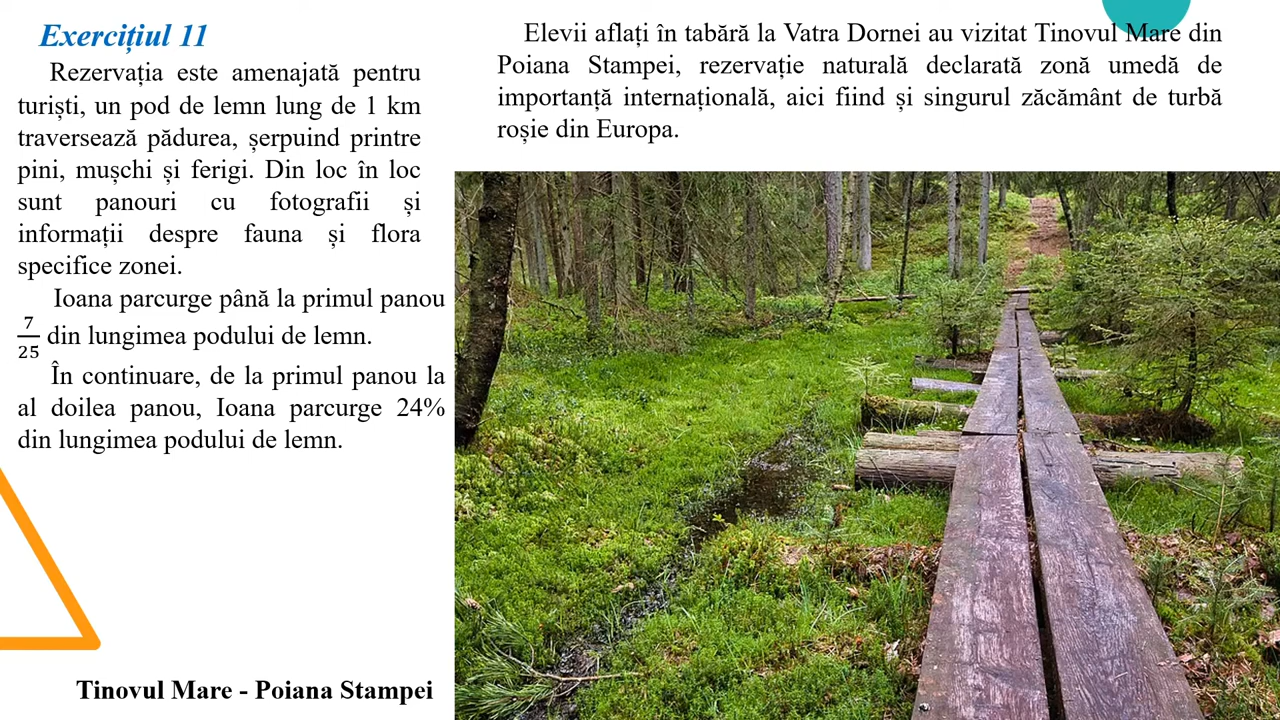 Exercițiul 11
Rezervația este amenajată pentru
turiști, un pod de lemn lung de 1 km
traversează pădurea, șerpuind printre
pini, mușchi și ferigi. Din loc în loc
sunt panouri cu fotografii și
informații despre fauna și flora
specifice zonei.
Ioana parcurge până la primul panou
7/25 din lungimea podului de lemn.
În continuare, de la primul panou la
al doilea panou, Ioana parcurge 24%
din lungimea podului de lemn.
Tinovul Mare - Poiana Stampei
Elevii aflați în tabără la Vatra Dornei au vizitat Tinovul Mare din
Poiana Stampei, rezervație naturală declarată zonă umedă de
importanță internațională, aici fiind și singurul zăcământ de turbă
roșie din Europa.